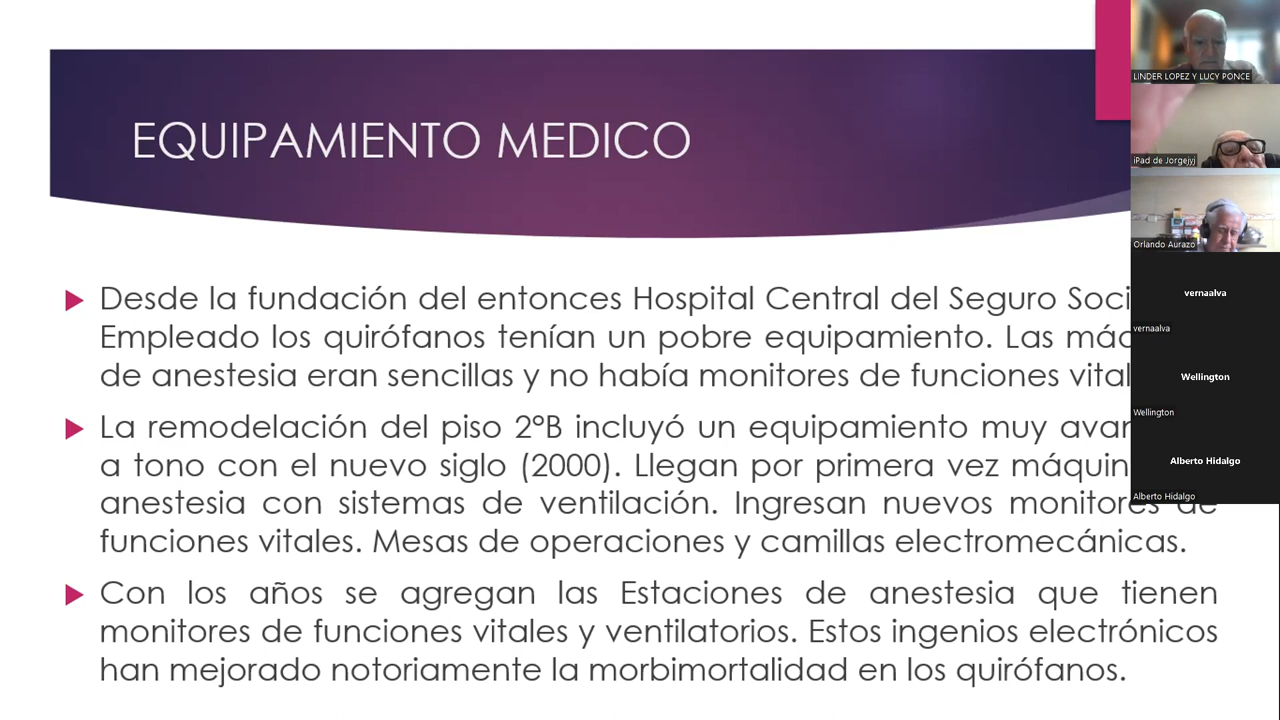 EQUIPAMIENTO MEDICO
Desde la fundación del entonces Hospital Central del Seguro
Empleado los quirófanos tenían un pobre equipamiento. Las
de anestesia eran sencillas y no había monitores de funciones
La remodelación del piso 2°B incluyó un equipamiento muy
a tono con el nuevo siglo (2000). Llegan por primera vez
anestesia con sistemas de ventilación. Ingresan nuevos monitores de
funciones vitales. Mesas de operaciones y camillas electromecánicas.
Con los años se agregan las Estaciones de anestesia que tienen
monitores de funciones vitales y ventilatorios. Estos ingenios electrónicos
han mejorado notoriamente la morbimortalidad en los quirófanos.
LINDER LOPEZ Y LUCY PONCE
iPad de Jorgejyj
Orlando Aurazo
vernaalva
vernaalva
Wellington
Wellington
Alberto Hidalgo
Alberto Hidalgo